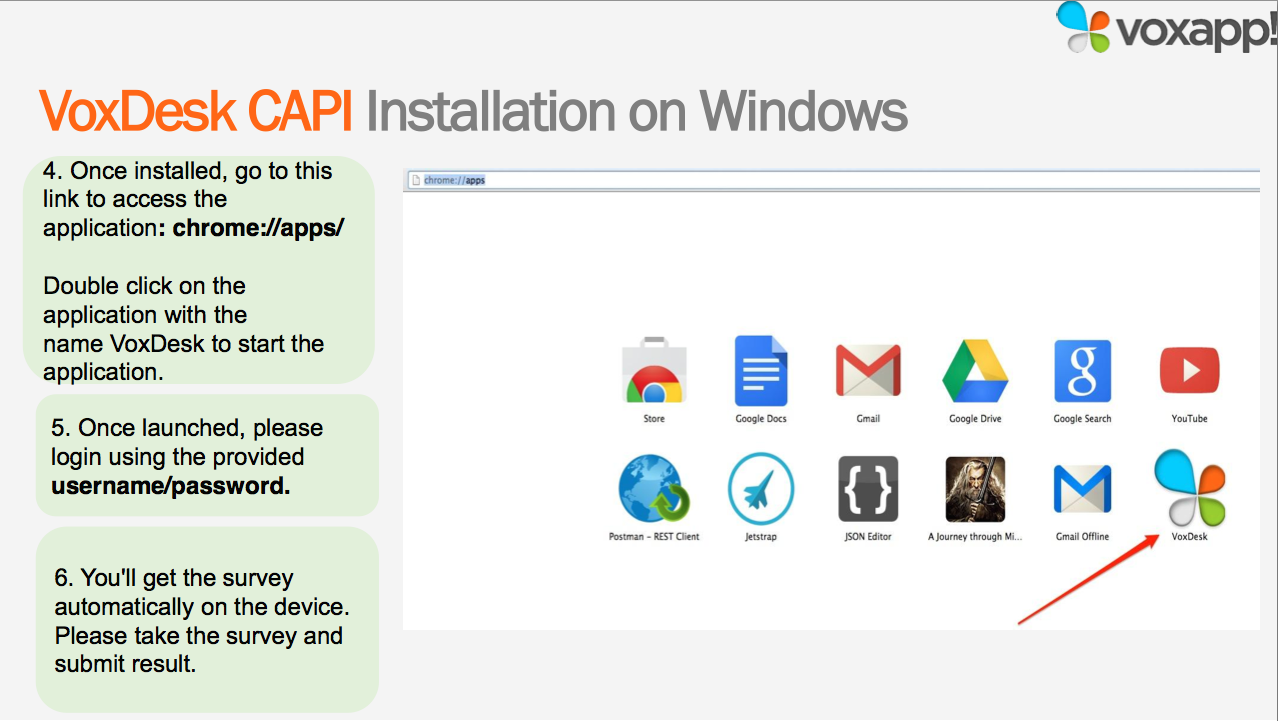 voxapp!
VoxDesk CAPI Installation on Windows
4. Once installed, go to this
link to access the
application: chrome://apps/
Double click on the
application with the
name VoxDesk to start the
application.
5. Once launched, please
login using the provided
username/password.
6. You'll get the survey
automatically on the device.
Please take the survey and
submit result.
chrome://apps
Store
Google Docs
Gmail
Google Drive
Google Search
YouTube
Postman - REST Client
Jetstrap
JSON Editor
A Journey through Mi...
Gmail Offline
VoxDesk